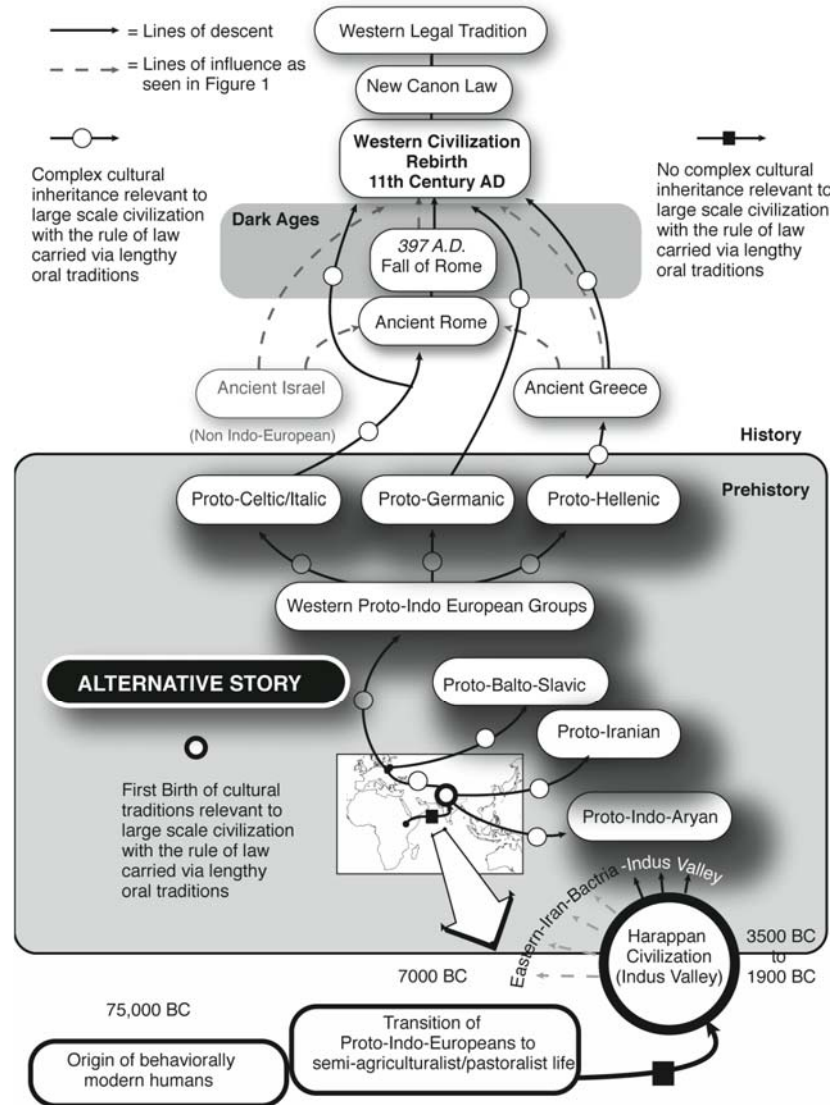 = Lines of descent
= Lines of influence as
seen in Figure 1
Western Legal Tradition
New Canon Law
Western Civilization
Rebirth
11th Century AD
Complex cultural
inheritance relevant to
large scale civilization
with the rule of law
carried via lengthy
oral traditions
No complex cultural
inheritance relevant to
large scale civilization
with the rule of law
carried via lengthy
oral traditions
Dark Ages
397 A.D.
Fall of Rome
Ancient Rome
Ancient Israel
(Non Indo-European)
Ancient Greece
History
Prehistory
Proto-Celtic/Italic
Proto-Germanic
Proto-Hellenic
Western Proto-Indo European Groups
ALTERNATIVE STORY
Proto-Balto-Slavic
Proto-Iranian
First Birth of cultural
traditions relevant to
large scale civilization
with the rule of law
carried via lengthy
oral traditions
Proto-Indo-Aryan
Eastern-Iran-Bactria-Indus Valley
Harappan
Civilization
(Indus Valley)
3500 BC
to
1900 BC
7000 BC
75,000 BC
Transition of
Proto-Indo-Europeans to
semi-agriculturalist/pastoralist life
Origin of behaviorally
modern humans